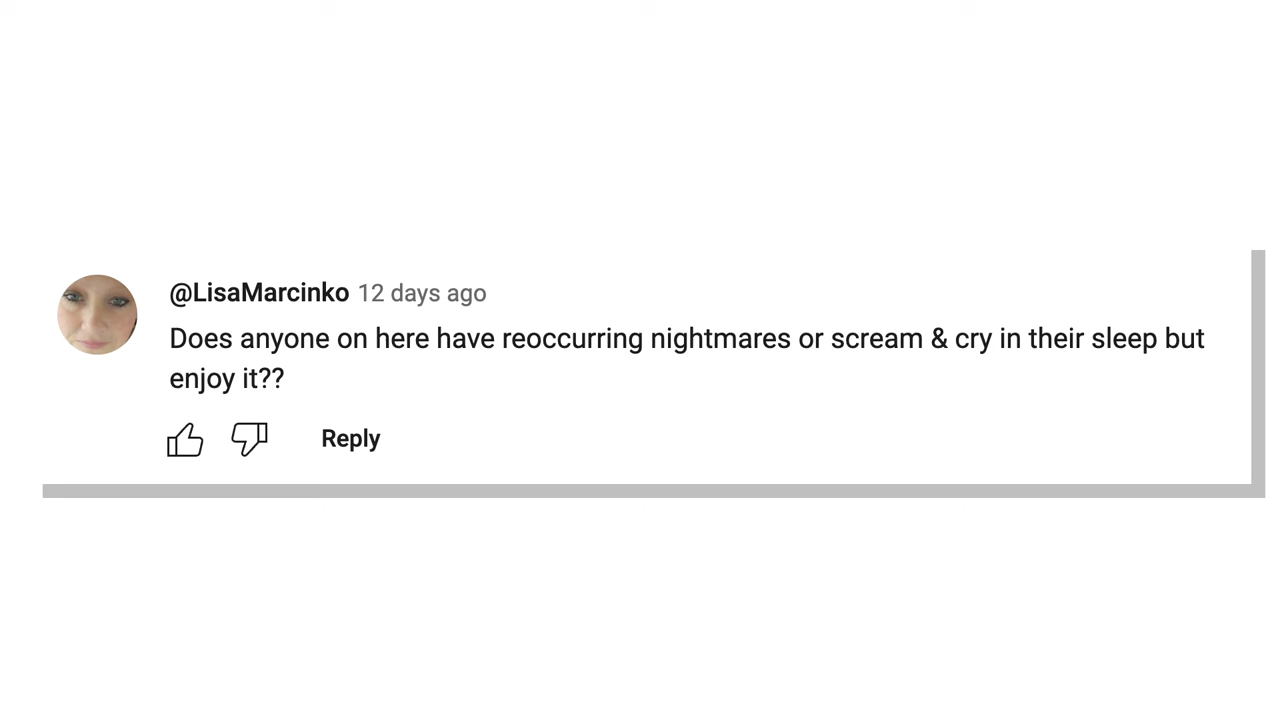 @LisaMarcinko 12 days ago
Does anyone on here have reoccurring nightmares or scream & cry in their sleep but
enjoy it??
Reply